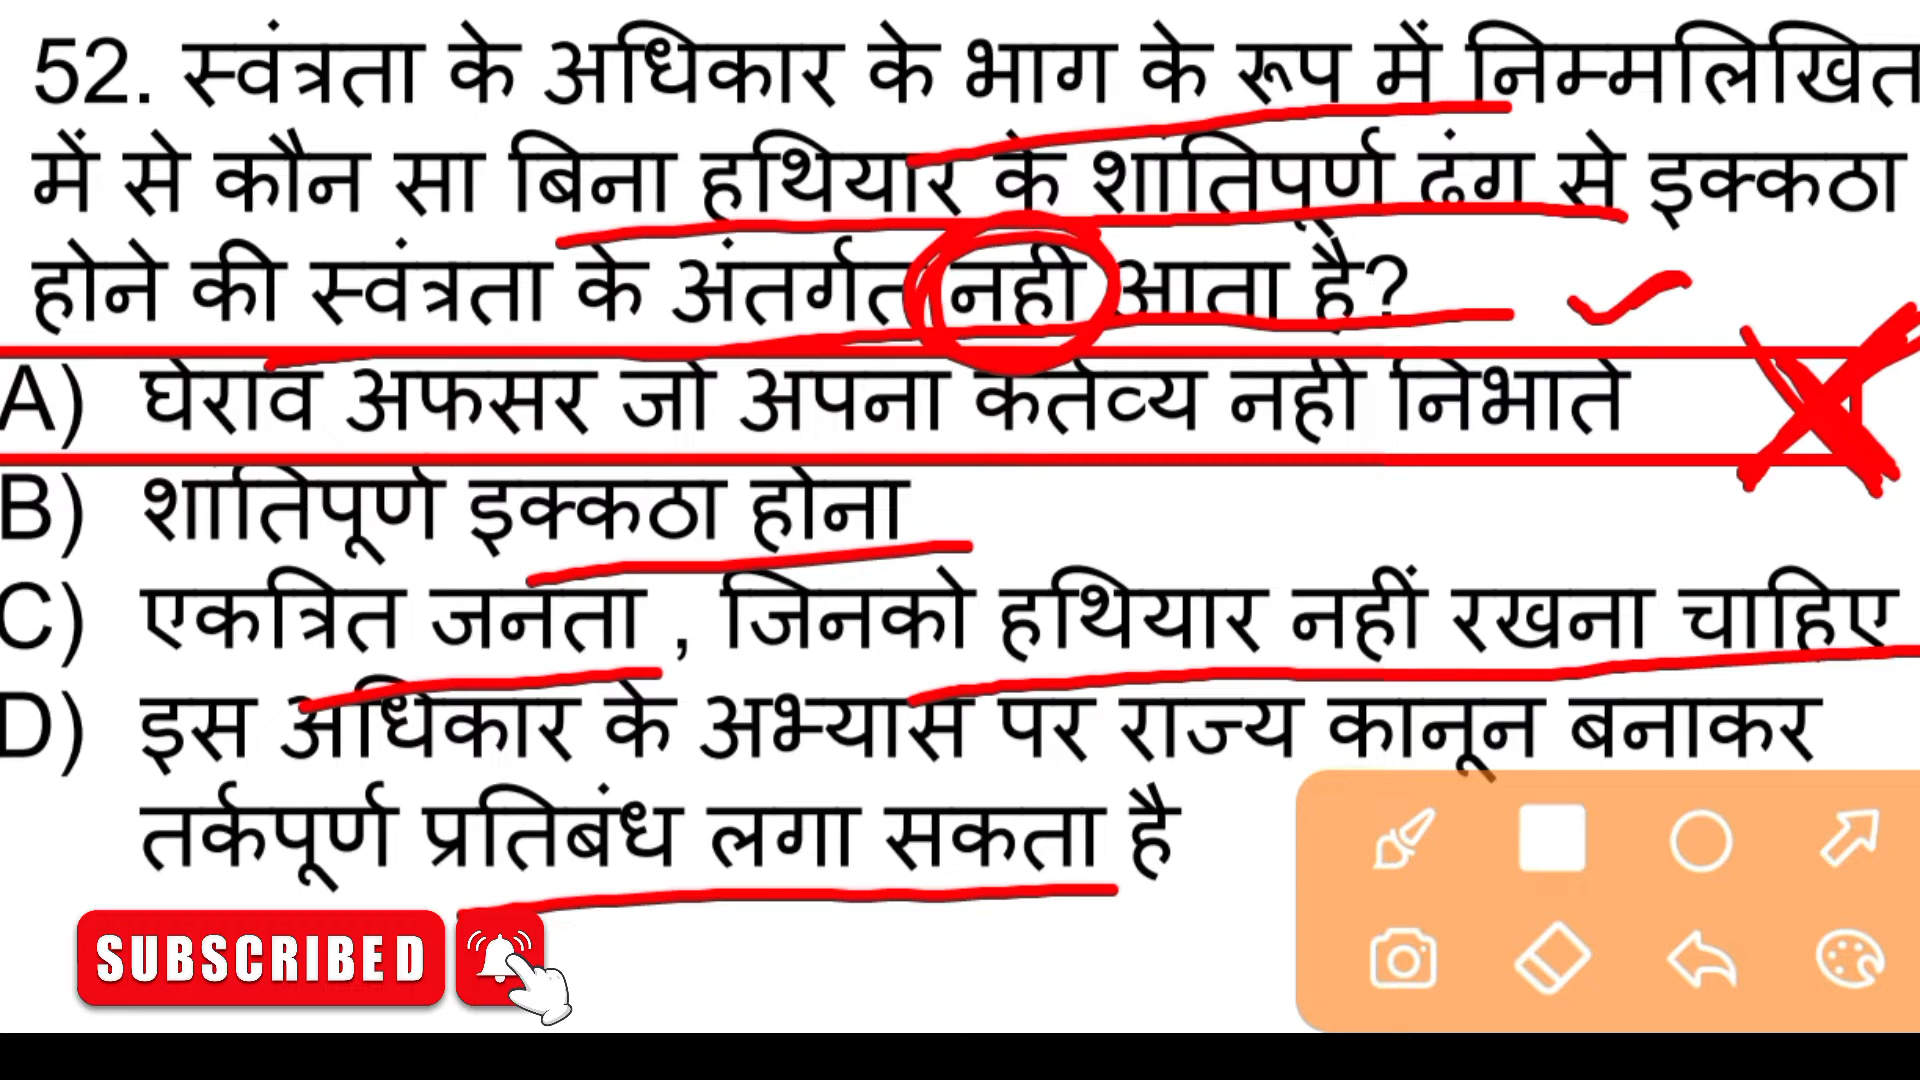 52. स्वंत्रता के अधिकार के भाग के रूप में निम्मलिखित
में से कौन सा बिना हथियार के शांतिपूर्ण ढंग से इक्कठा
होने की स्वंत्रता के अंतर्गत नही आता है?
A) घेराव अफसर जो अपना कर्तव्य नहीं निभाते
B) शांतिपूर्ण इक्कठा होना
C) एकत्रित जनता , जिनको हथियार नहीं रखना चाहिए
D) इस अधिकार के अभ्यास पर राज्य कानून बनाकर
तर्कपूर्ण प्रतिबंध लगा सकता है
SUBSCRIBED